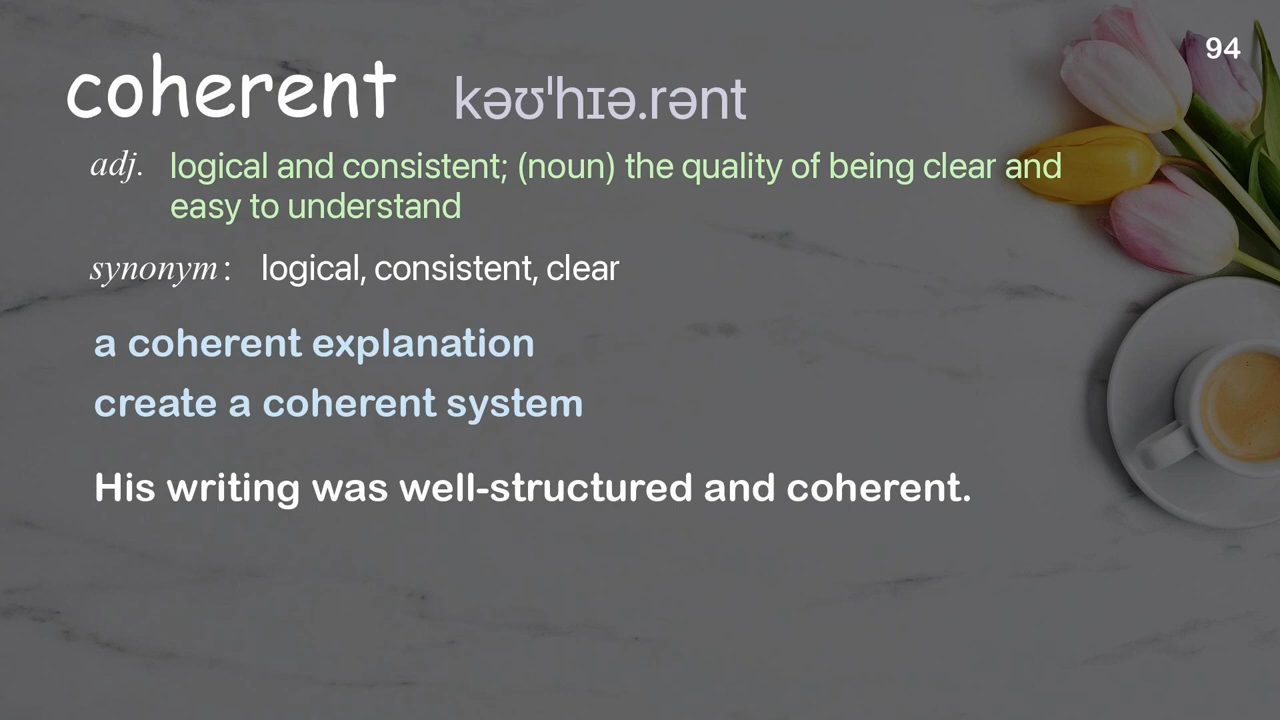 94
coherent kəʊˈhɪə.rənt
adj. logical and consistent; (noun) the quality of being clear and
easy to understand
synonym : logical, consistent, clear
a coherent explanation
create a coherent system
His writing was well-structured and coherent.